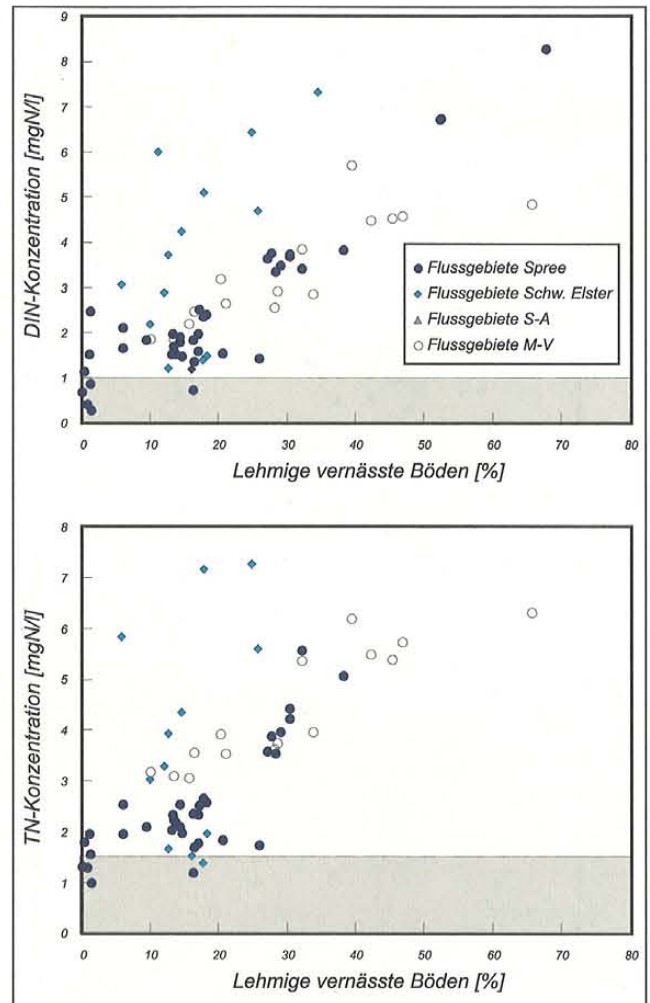 9
8
7
6
5
4
3
2
1
0
DIN-Konzentration [mgN/l]
Flussgebiete Spree
Flussgebiete Schw. Elster
Flussgebiete S-A
Flussgebiete M-V
0 10 20 30 40 50 60 70 80
Lehmige vernässte Böden [%]
8
7
6
5
4
3
2
1
0
TN-Konzentration [mgN/l]
0 10 20 30 40 50 60 70 80
Lehmige vernässte Böden [%]